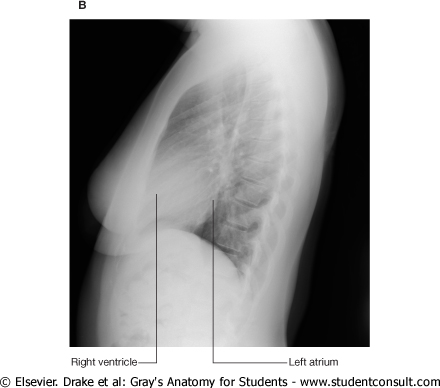 B
Right ventricle
Left atrium
© Elsevier. Drake et al: Gray's Anatomy for Students - www.studentconsult.com